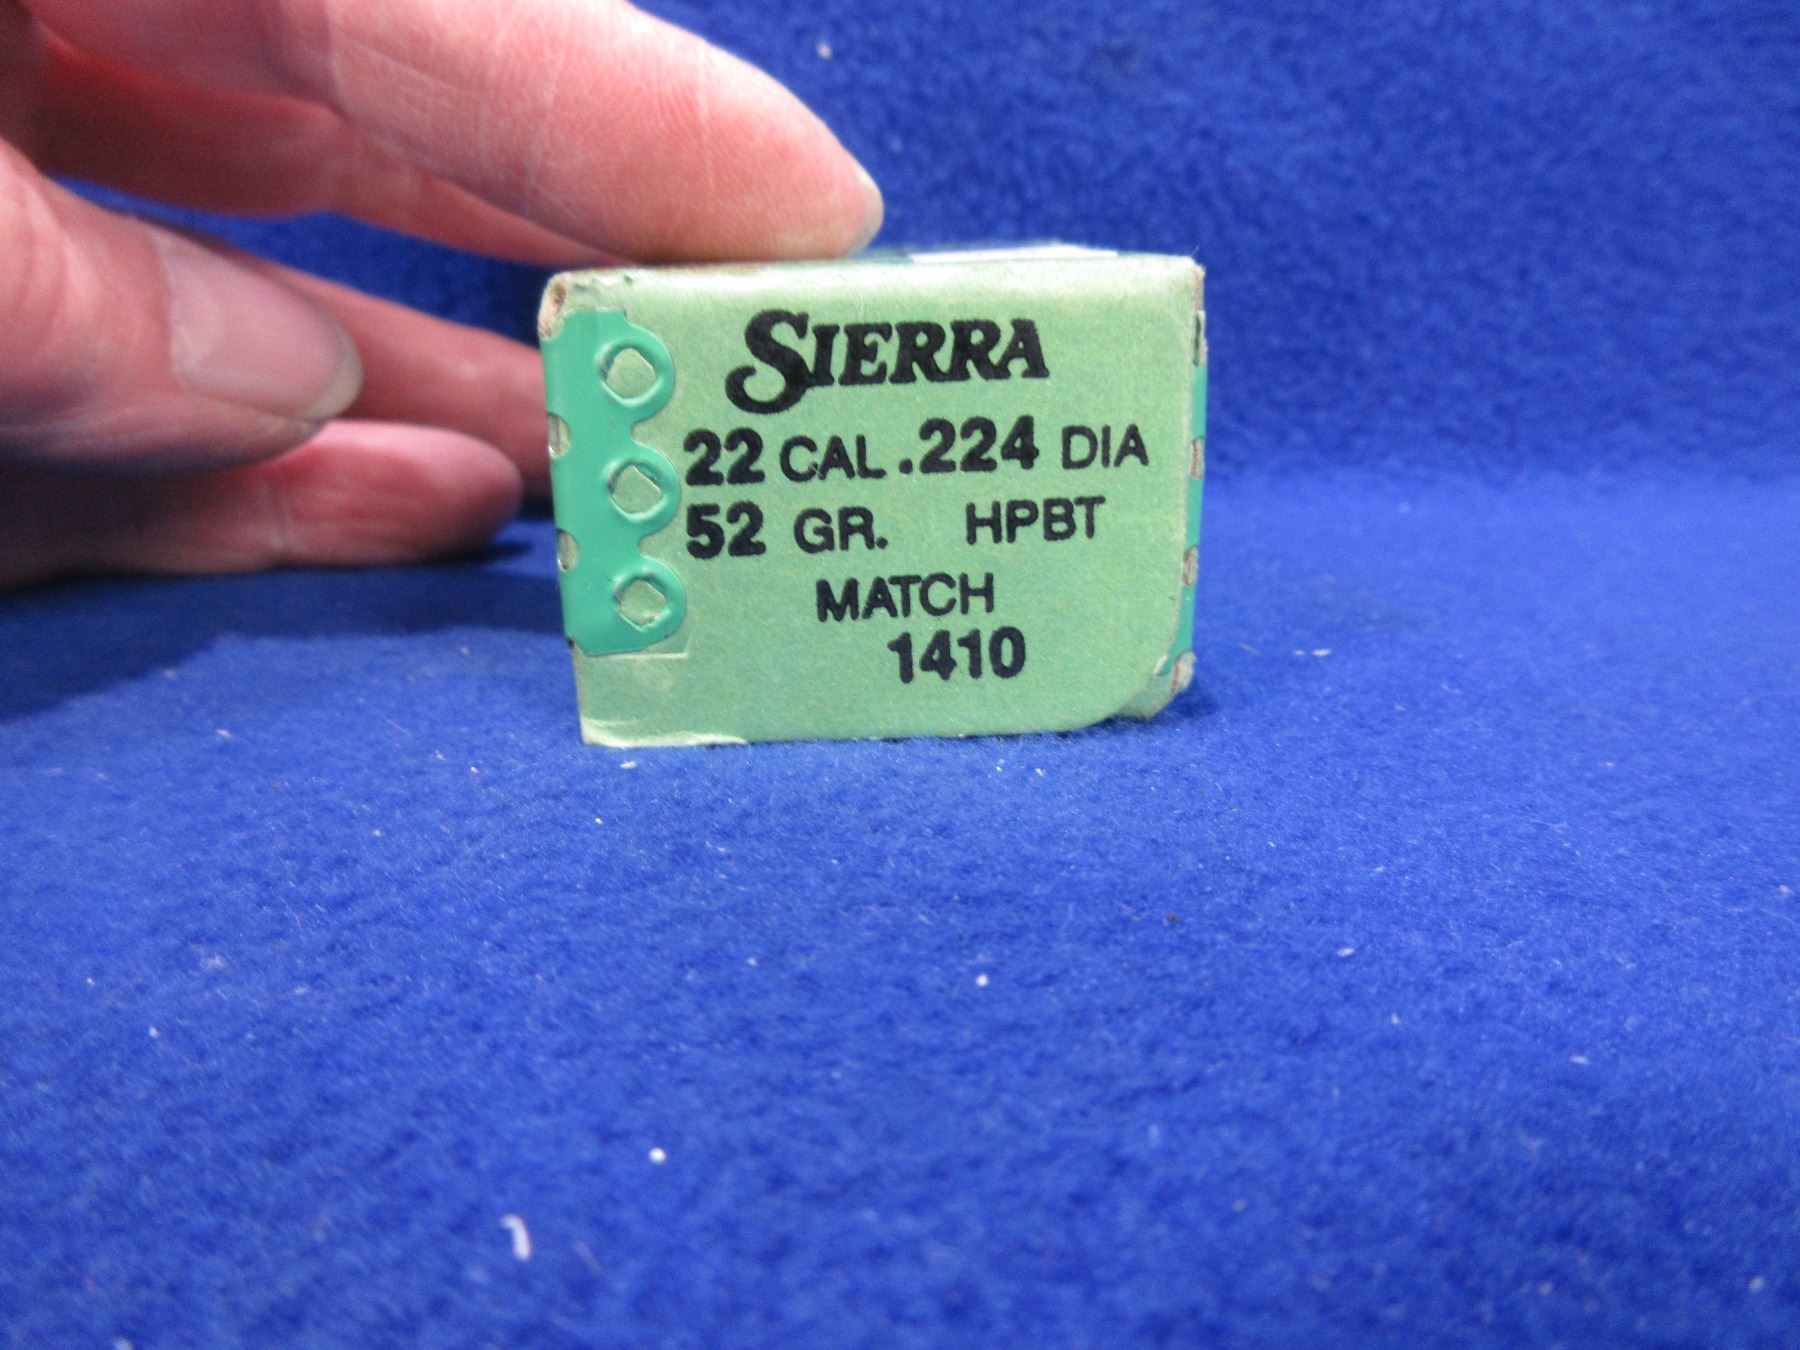 SIERRA
22 CAL .224 DIA
52 GR. HPBT
MATCH
1410